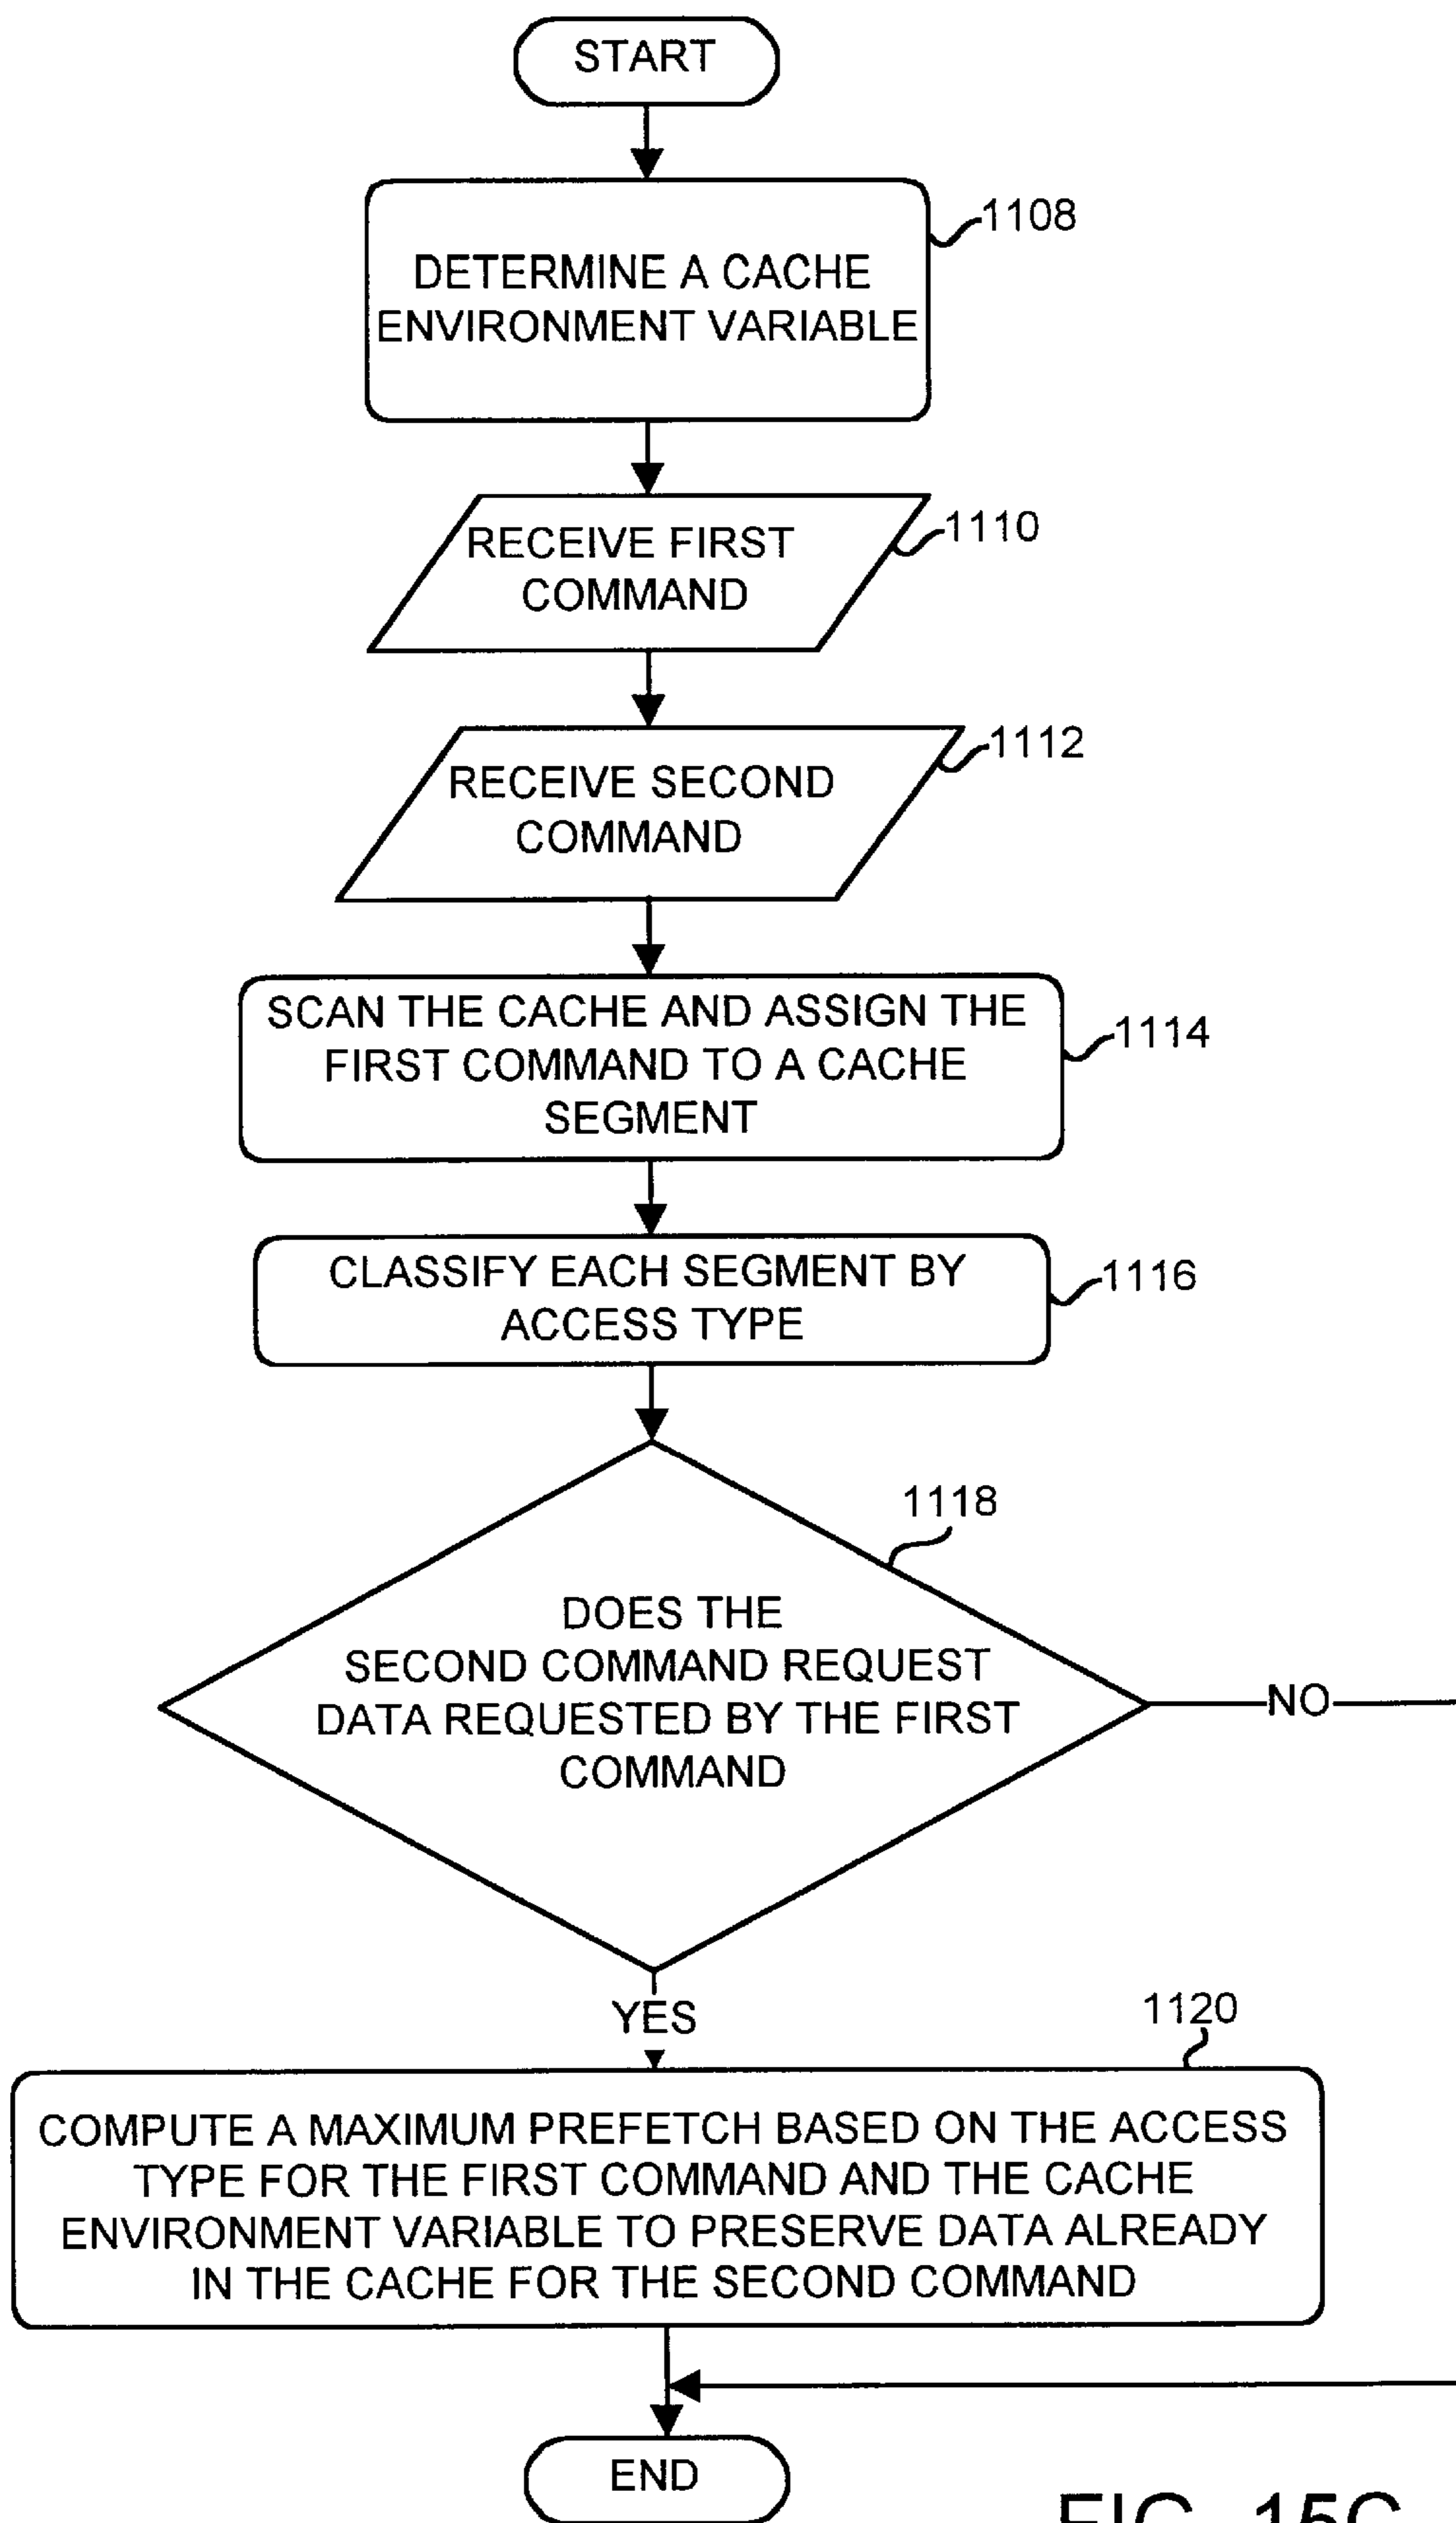 START
1108
DETERMINE A CACHE
ENVIRONMENT VARIABLE
RECEIVE FIRST
COMMAND
1110
RECEIVE SECOND
COMMAND
1112
SCAN THE CACHE AND ASSIGN THE
FIRST COMMAND TO A CACHE
SEGMENT
1114
CLASSIFY EACH SEGMENT BY
ACCESS TYPE
1116
1118
DOES THE
SECOND COMMAND REQUEST
DATA REQUESTED BY THE FIRST
COMMAND
NO
YES
1120
COMPUTE A MAXIMUM PREFETCH BASED ON THE ACCESS
TYPE FOR THE FIRST COMMAND AND THE CACHE
ENVIRONMENT VARIABLE TO PRESERVE DATA ALREADY
IN THE CACHE FOR THE SECOND COMMAND
END
FIG. 15C